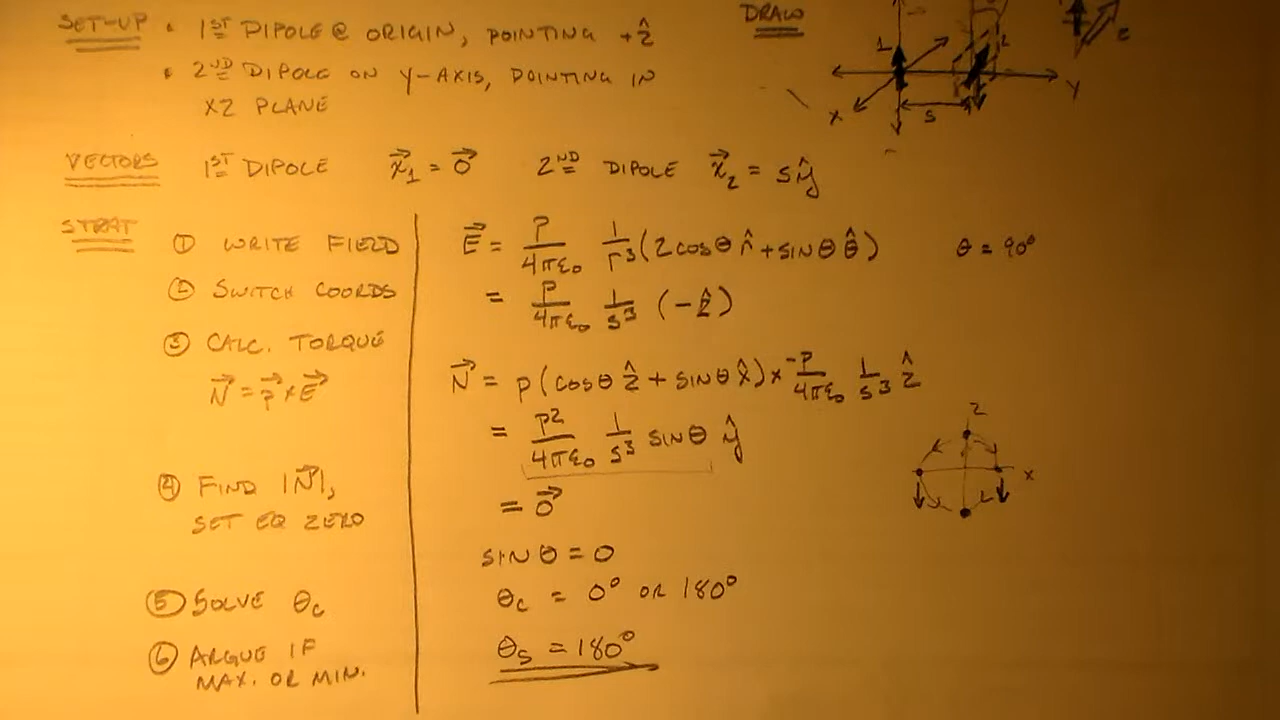 SET-UP • 1ST DIPOLE @ ORIGIN, POINTING +ẑ
• 2ND DIPOLE ON Y-AXIS, POINTING IN
XZ PLANE
DRAW
1
2
X
S
Y
VECTORS 1ST DIPOLE x⃗₁ = 0⃗ 2ND DIPOLE x⃗₂ = sŷ
STRAT
① WRITE FIELD E⃗ = P/4πε₀ 1/r³ (2cosθ r̂ + sinθ θ̂) θ = 90°
② SWITCH COORDS = P/4πε₀ 1/s³ (-ẑ)
③ CALC. TORQUE
N⃗ = p⃗ × E⃗ N⃗ = p(cosθ ẑ + sinθ x̂) × -P/4πε₀ 1/s³ ẑ
= P²/4πε₀ 1/s³ sinθ ŷ
Z
X
④ FIND |N⃗|,
SET EQ ZERO = 0⃗
sinθ = 0
⑤ SOLVE θc θc = 0° OR 180°
⑥ ARGUE IF
MAX. OR MIN. θs = 180°